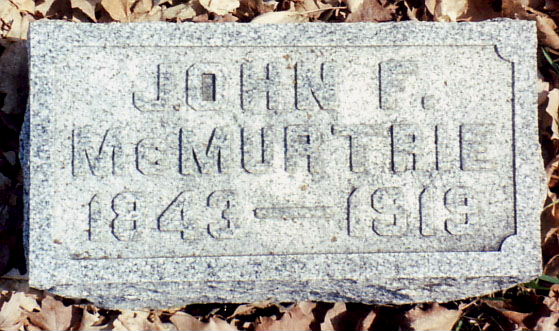 JOHN F.
McMURTRIE
1843 — 1919